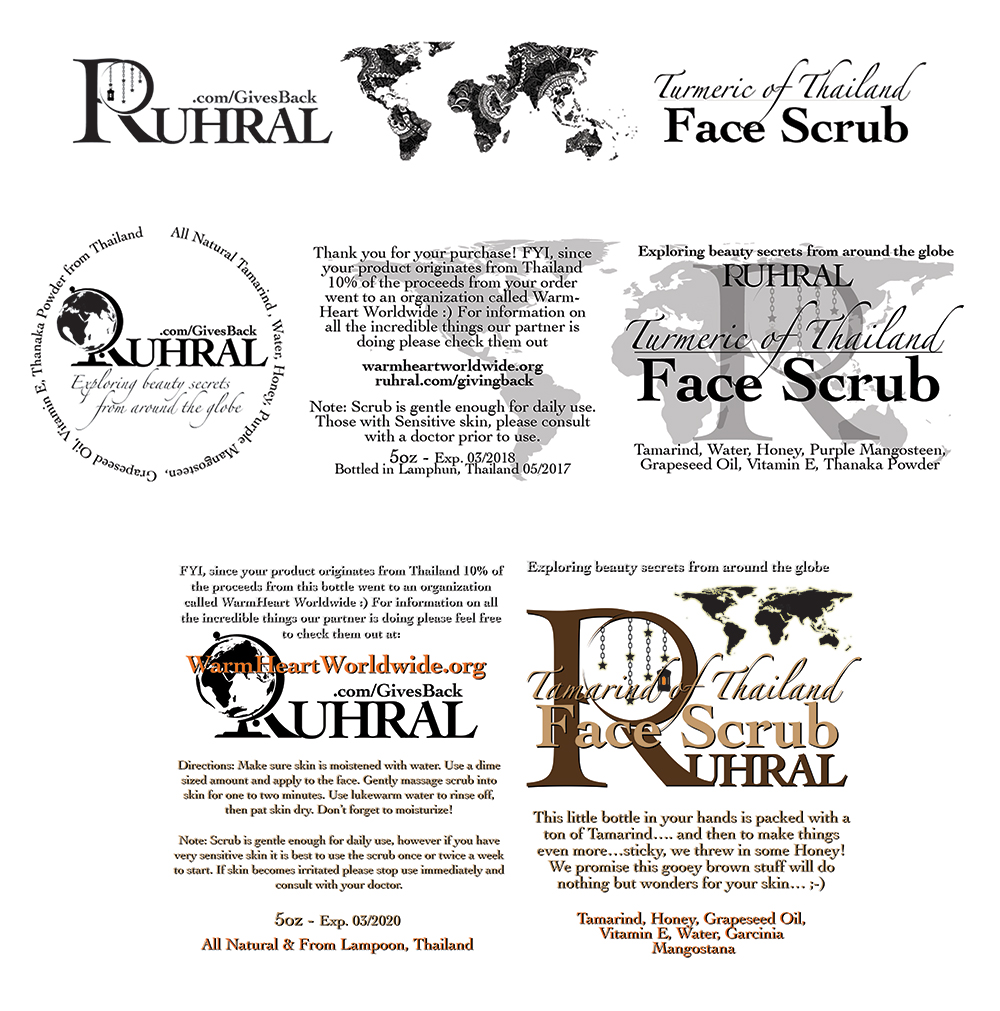 RUHRAL
.com/GivesBack
Turmeric of Thailand
Face Scrub
All Natural Tamarind , Water, Honey, Purple Mangosteen, Grapeseed Oil, Vitamin E, Thanaka Powder from Thailand
.com/GivesBack
RUHRAL
Exploring beauty secrets
from around the globe
Thank you for your purchase! FYI, since
your product originates from Thailand
10% of the proceeds from your order
went to an organization called Warm-
Heart Worldwide :) For information on
all the incredible things our partner is
doing please check them out
warmheartworldwide.org
ruhral.com/givingback
Note: Scrub is gentle enough for daily use.
Those with Sensitive skin, please consult
with a doctor prior to use.
5oz - Exp. 03/2018
Bottled in Lamphun, Thailand 05/2017
Exploring beauty secrets from around the globe
RUHRAL
R
Turmeric of Thailand
Face Scrub
Tamarind, Water, Honey, Purple Mangosteen,
Grapeseed Oil, Vitamin E, Thanaka Powder
FYI, since your product originates from Thailand 10% of
the proceeds from this bottle went to an organization
called WarmHeart Worldwide :) For information on all
the incredible things our partner is doing please feel free
to check them out at:
WarmHeartWorldwide.org
.com/GivesBack
RUHRAL
Directions: Make sure skin is moistened with water. Use a dime
sized amount and apply to the face. Gently massage scrub into
skin for one to two minutes. Use lukewarm water to rinse off,
then pat skin dry. Don't forget to moisturize!
Note: Scrub is gentle enough for daily use, however if you have
very sensitive skin it is best to use the scrub once or twice a week
to start. If skin becomes irritated please stop use immediately and
consult with your doctor.
5oz - Exp. 03/2020
All Natural & From Lampoon, Thailand
Exploring beauty secrets from around the globe
Tamarind of Thailand
Face Scrub
RUHRAL
This little bottle in your hands is packed with a
ton of Tamarind.... and then to make things
even more...sticky, we threw in some Honey!
We promise this gooey brown stuff will do
nothing but wonders for your skin... ;-)
Tamarind, Honey, Grapeseed Oil,
Vitamin E, Water, Garcinia
Mangostana